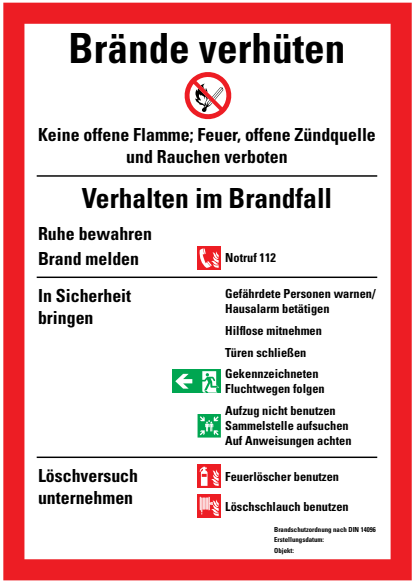 Brände verhüten
Keine offene Flamme; Feuer, offene Zündquelle
und Rauchen verboten
Verhalten im Brandfall
Ruhe bewahren
Brand melden
Notruf 112
In Sicherheit
bringen
Gefährdete Personen warnen/
Hausalarm betätigen
Hilflose mitnehmen
Türen schließen
Gekennzeichneten
Fluchtwegen folgen
Aufzug nicht benutzen
Sammelstelle aufsuchen
Auf Anweisungen achten
Löschversuch
unternehmen
Feuerlöscher benutzen
Löschschlauch benutzen
Brandschutzordnung nach DIN 14096
Erstellungsdatum:
Objekt: